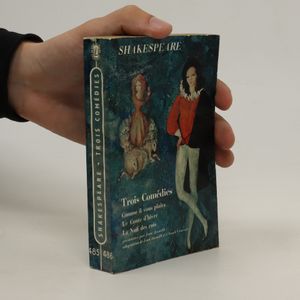 SHAKESPEARE
Trois Comédies
Comme il vous plaira
Le Conte d'hiver
La Nuit des rois
SHAKESPEARE - TROIS COMÉDIES
485 486